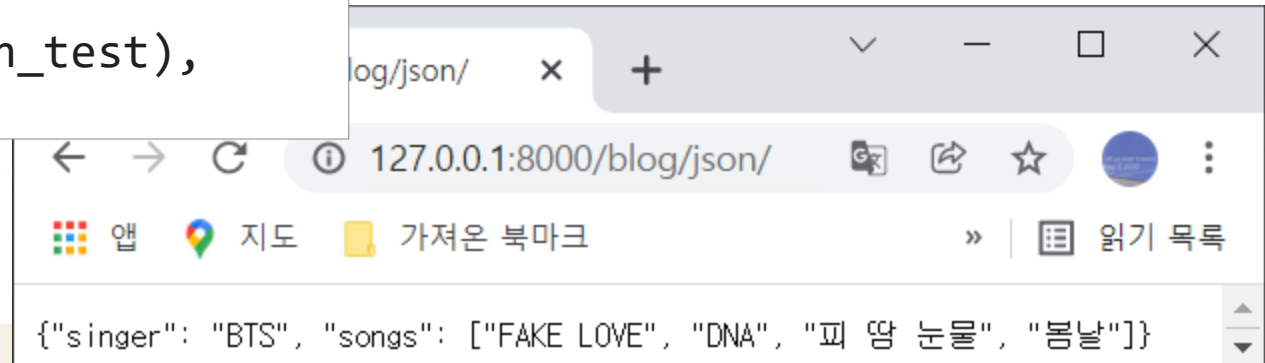 _test),
log/json/
127.0.0.1:8000/blog/json/
앱 지도 가져온 북마크 » 읽기 목록
{"singer": "BTS", "songs": ["FAKE LOVE", "DNA", "피 땀 눈물", "봄날"]}